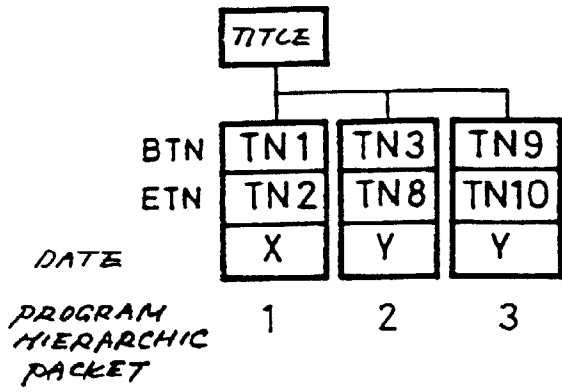 TITLE
BTN TN1 TN3 TN9
ETN TN2 TN8 TN10
DATE X Y Y
PROGRAM HIERARCHIC PACKET 1 2 3